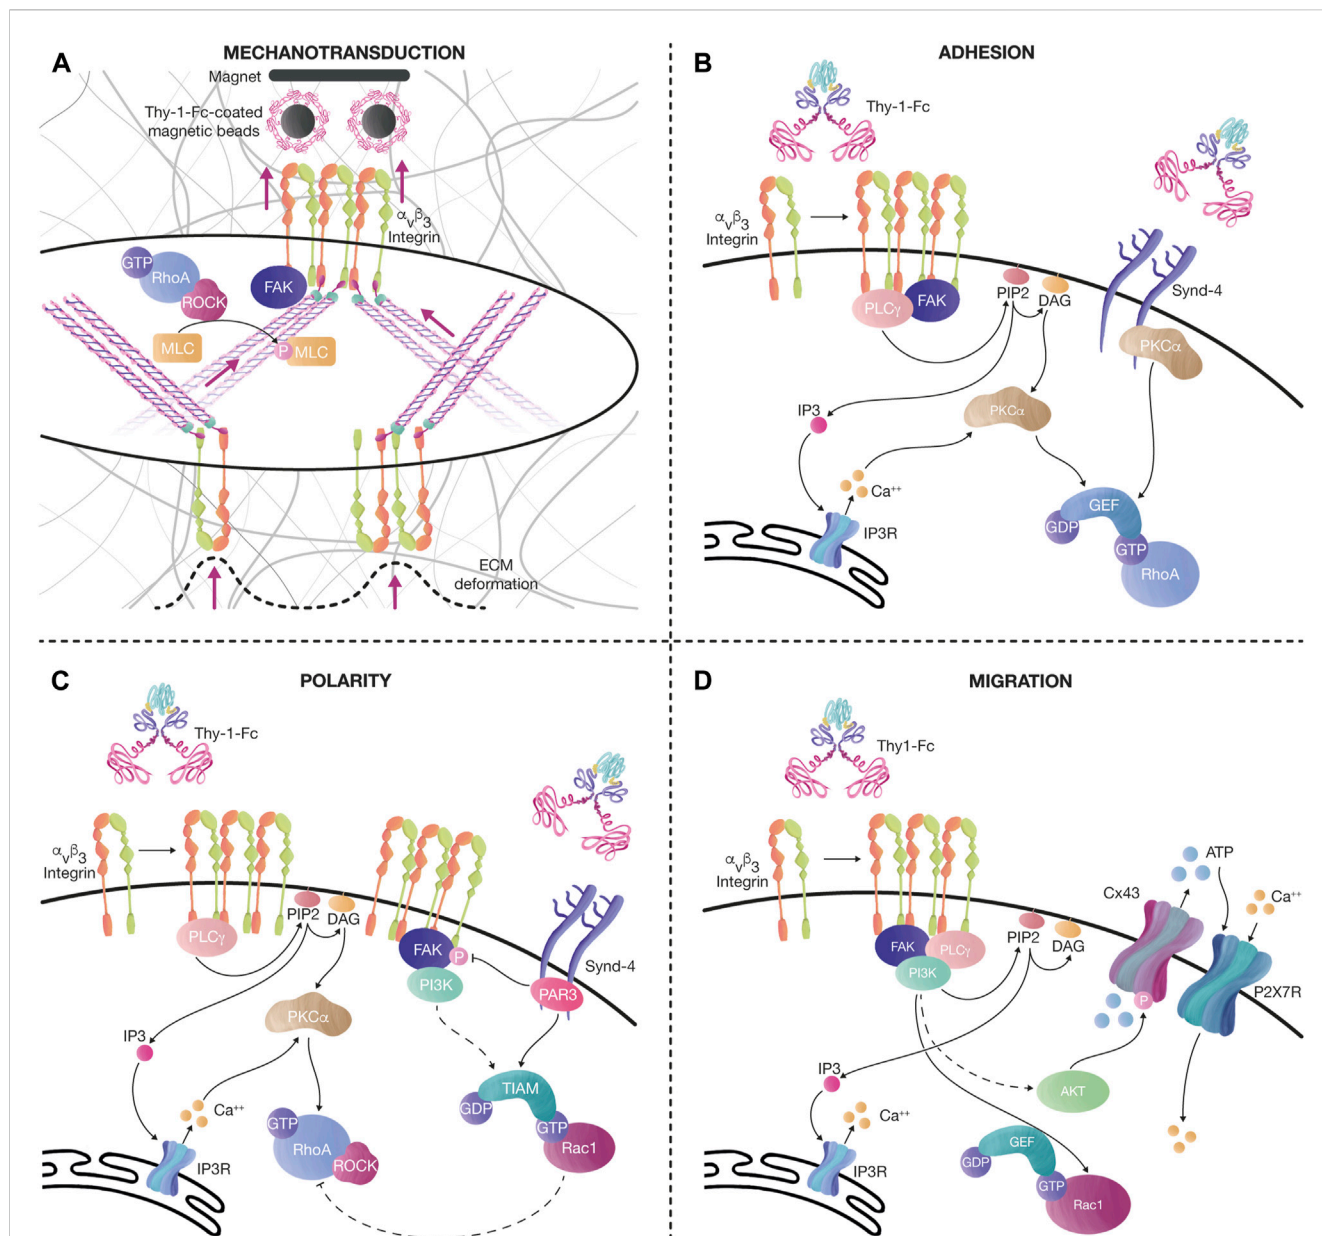 A
MECHANOTRANSDUCTION
Magnet
Thy-1-Fc-coated
magnetic beads
αvβ3
Integrin
GTP
RhoA
ROCK
FAK
MLC
P
MLC
ECM
deformation
B
ADHESION
Thy-1-Fc
αvβ3
Integrin
PLCγ
FAK
PIP2
DAG
Synd-4
PKCα
IP3
PKCα
Ca++
IP3R
GEF
GDP
GTP
RhoA
C
POLARITY
Thy-1-Fc
αvβ3
Integrin
PLCγ
PIP2
DAG
FAK
P
PI3K
Synd-4
PAR3
PKCα
IP3
Ca++
IP3R
GTP
RhoA
ROCK
TIAM
GDP
GTP
Rac1
D
MIGRATION
Thy1-Fc
αvβ3
Integrin
FAK
PLCγ
PI3K
PIP2
DAG
Cx43
ATP
Ca++
P
P2X7R
IP3
AKT
Ca++
IP3R
GEF
GDP
GTP
Rac1